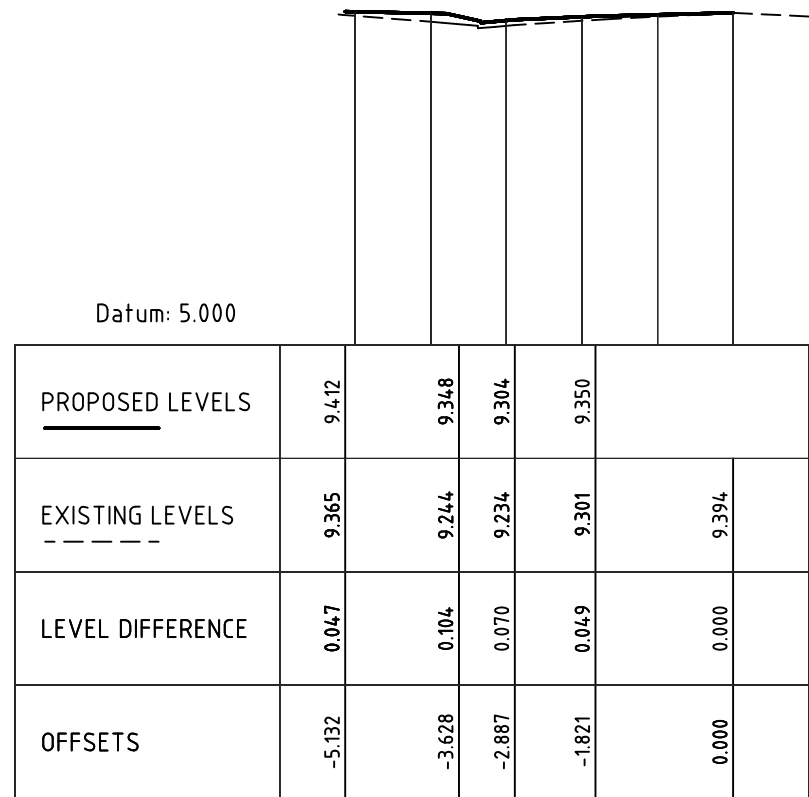 Datum: 5.000
PROPOSED LEVELS 9.412 9.348 9.304 9.350
EXISTING LEVELS 9.365 9.244 9.234 9.301 9.394
LEVEL DIFFERENCE 0.047 0.104 0.070 0.049 0.000
OFFSETS -5.132 -3.628 -2.887 -1.821 0.000